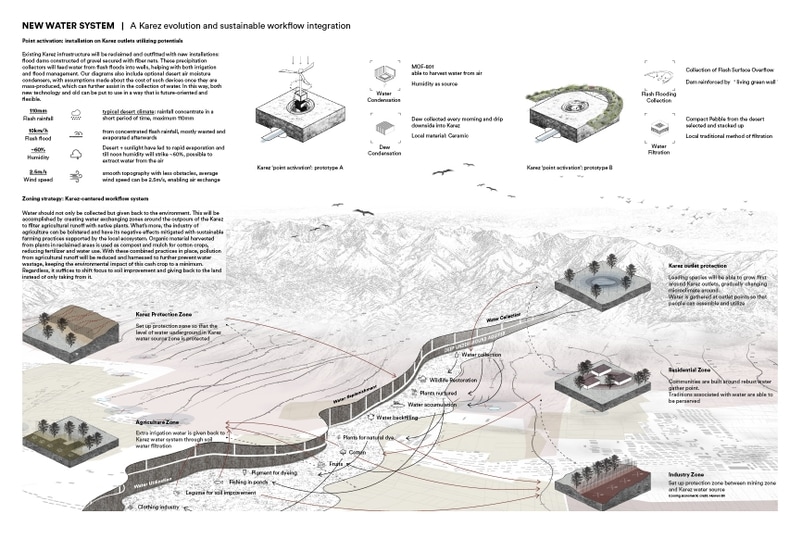 NEW WATER SYSTEM | A Karez evolution and sustainable workflow integration
Point activation: installation on Karez outlets utilizing potentials
Existing Karez infrastructure will be reclaimed and outfitted with new installations:
flood dams constructed of gravel secured with fiber nets. These precipitation
collectors will feed water from flash floods into wells, helping with both irrigation
and flood management. Our diagrams also include optional desert air moisture
condensers, with assumptions made about the cost of such devices once they are
mass-produced, which can further assist in the collection of water. In this way, both
new technology and old can be put to use in a way that is future-oriented and
flexible.
110mm
Flash rainfall
typical desert climate: rainfall concentrate in a
short period of time, maximum 110mm
10km/h
Flash flood
from concentrated flash rainfall, mostly wasted and
evaporated afterwards
~60%
Humidity
Desert + sunlight have led to rapid evaporation and
till noon humidity will strike ~60%, possible to
extract water from the air
2.5m/s
Wind speed
smooth topography with less obstacles, average
wind speed can be 2.5m/s, enabling air exchange
Karez 'point activation': prototype A
Water
Condensation
MOF-801
able to harvest water from air
Humidity as source
Dew
Condensation
Dew collected every morning and drip
downside into Karez
Local material: Ceramic
Karez 'point activation': prototype B
Flash Flooding
Collection
Collection of Flash Surface Overflow
Dam reinforced by ' living green wall '
Water
Filtration
Compact Pebble from the desert
selected and stacked up
Local traditional method of filtration
Zoning strategy: Karez-centered workflow system
Water should not only be collected but given back to the environment. This will be
accomplished by creating water exchanging zones around the outpours of the Karez
to filter agricultural runoff with native plants. What's more, the industry of
agriculture can be bolstered and have its negative effects mitigated with sustainable
farming practices supported by the local ecosystem. Organic material harvested
from plants in reclaimed areas is used as compost and mulch for cotton crops,
reducing fertilizer and water use. With these combined practices in place, pollution
from agricultural runoff will be reduced and harnessed to further prevent water
wastage, keeping the environmental impact of this cash crop to a minimum.
Regardless, it suffices to shift focus to soil improvement and giving back to the land
instead of only taking from it.
Karez Protection Zone
Set up protection zone so that the
level of water underground in Karez
water source zone is protected
Agriculture Zone
Extra irrigation water is given back to
Karez water system through soil
water filtration
Karez outlet protection
Leading species will be able to grow first
around Karez outlets, gradually changing
microclimate around.
Water is gathered at outlet points so that
people can assemble and utilize
Residential Zone
Communities are built around robust water
gather point.
Traditions associated with water are able to
be perserved
Industry Zone
Set up protection zone between mining zone
and Karez water source
Water Collection
Water collection
Wildlife Restoration
Plants nurtured
Water accumulation
Water Replenishment
Water backfilling
Plants for natural dye
Cotton
Fruits
Pigment for dyeing
Fishing in ponds
Water Utilization
Legume for soil improvement
Clothing industry